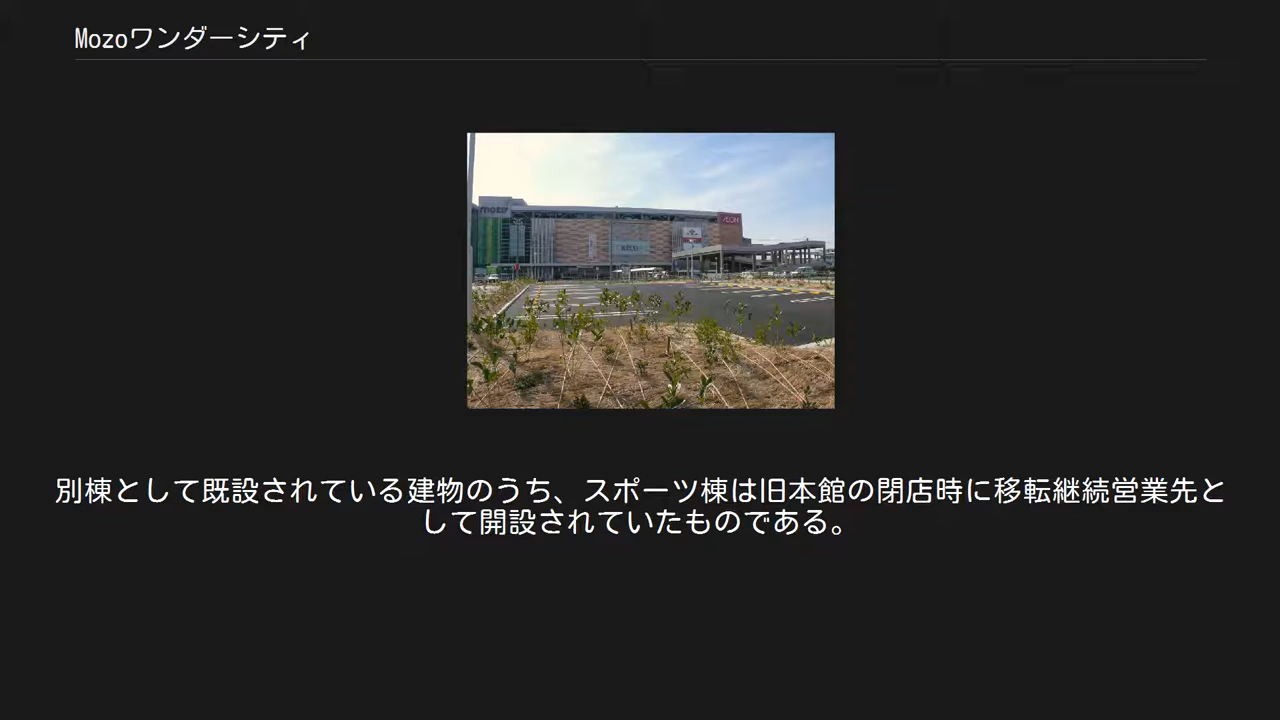 Mozoワンダーシティ
mozo
ÆON
別棟として既設されている建物のうち、スポーツ棟は旧本館の閉店時に移転継続営業先と
して開設されていたものである。